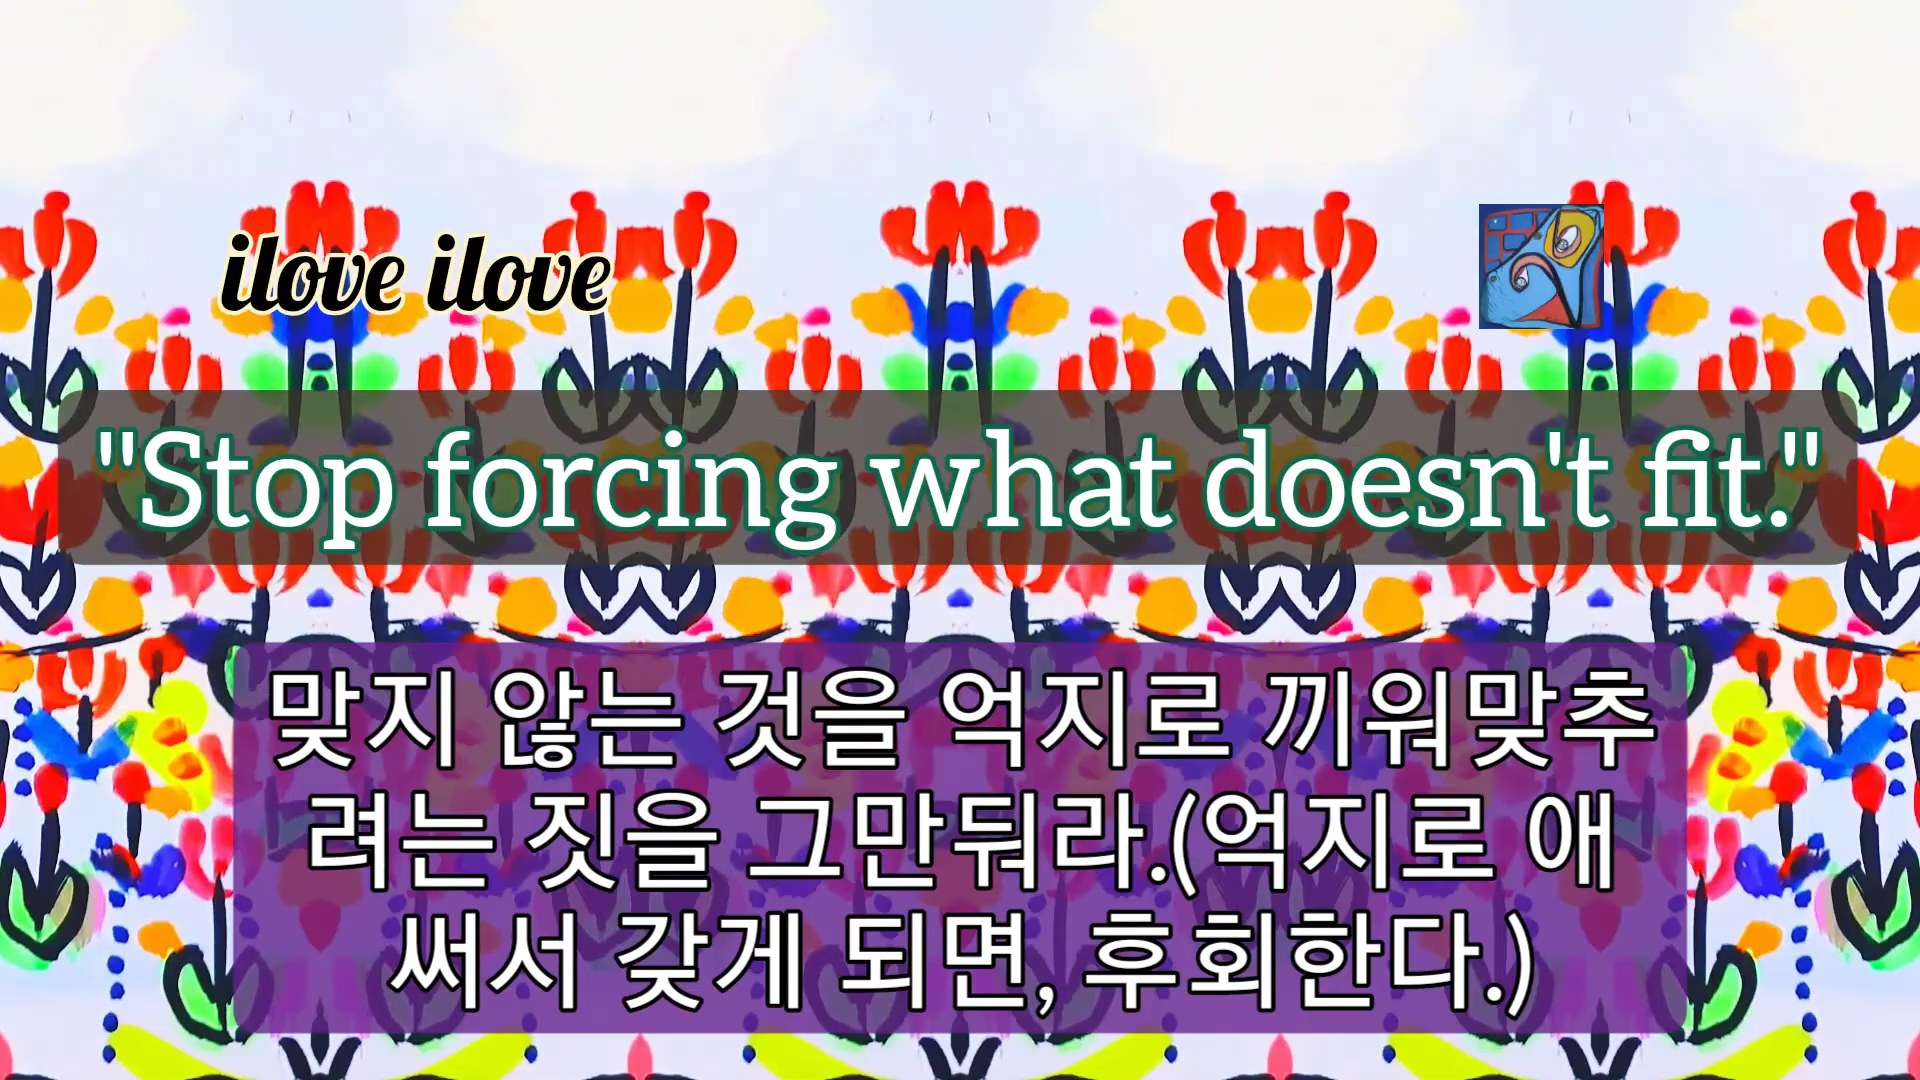 ilove ilove
"Stop forcing what doesn't fit."
맞지 않는 것을 억지로 끼워맞추
려는 짓을 그만둬라.(억지로 애
써서 갖게 되면, 후회한다.)